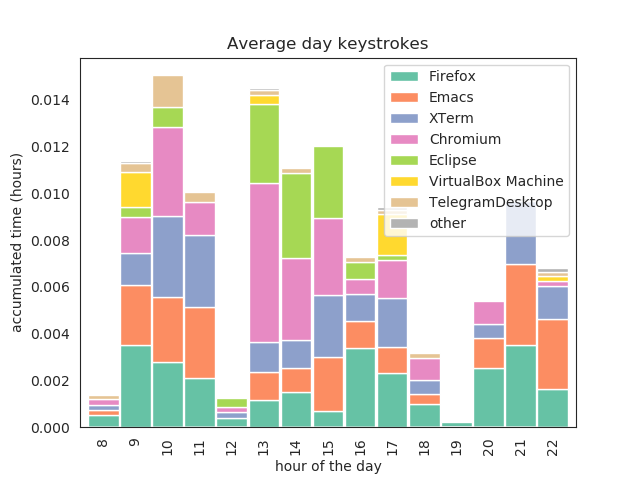 Average day keystrokes
Firefox
Emacs
XTerm
Chromium
Eclipse
VirtualBox Machine
TelegramDesktop
other
accumulated time (hours)
0.014
0.012
0.010
0.008
0.006
0.004
0.002
0.000
8 9 10 11 12 13 14 15 16 17 18 19 20 21 22
hour of the day